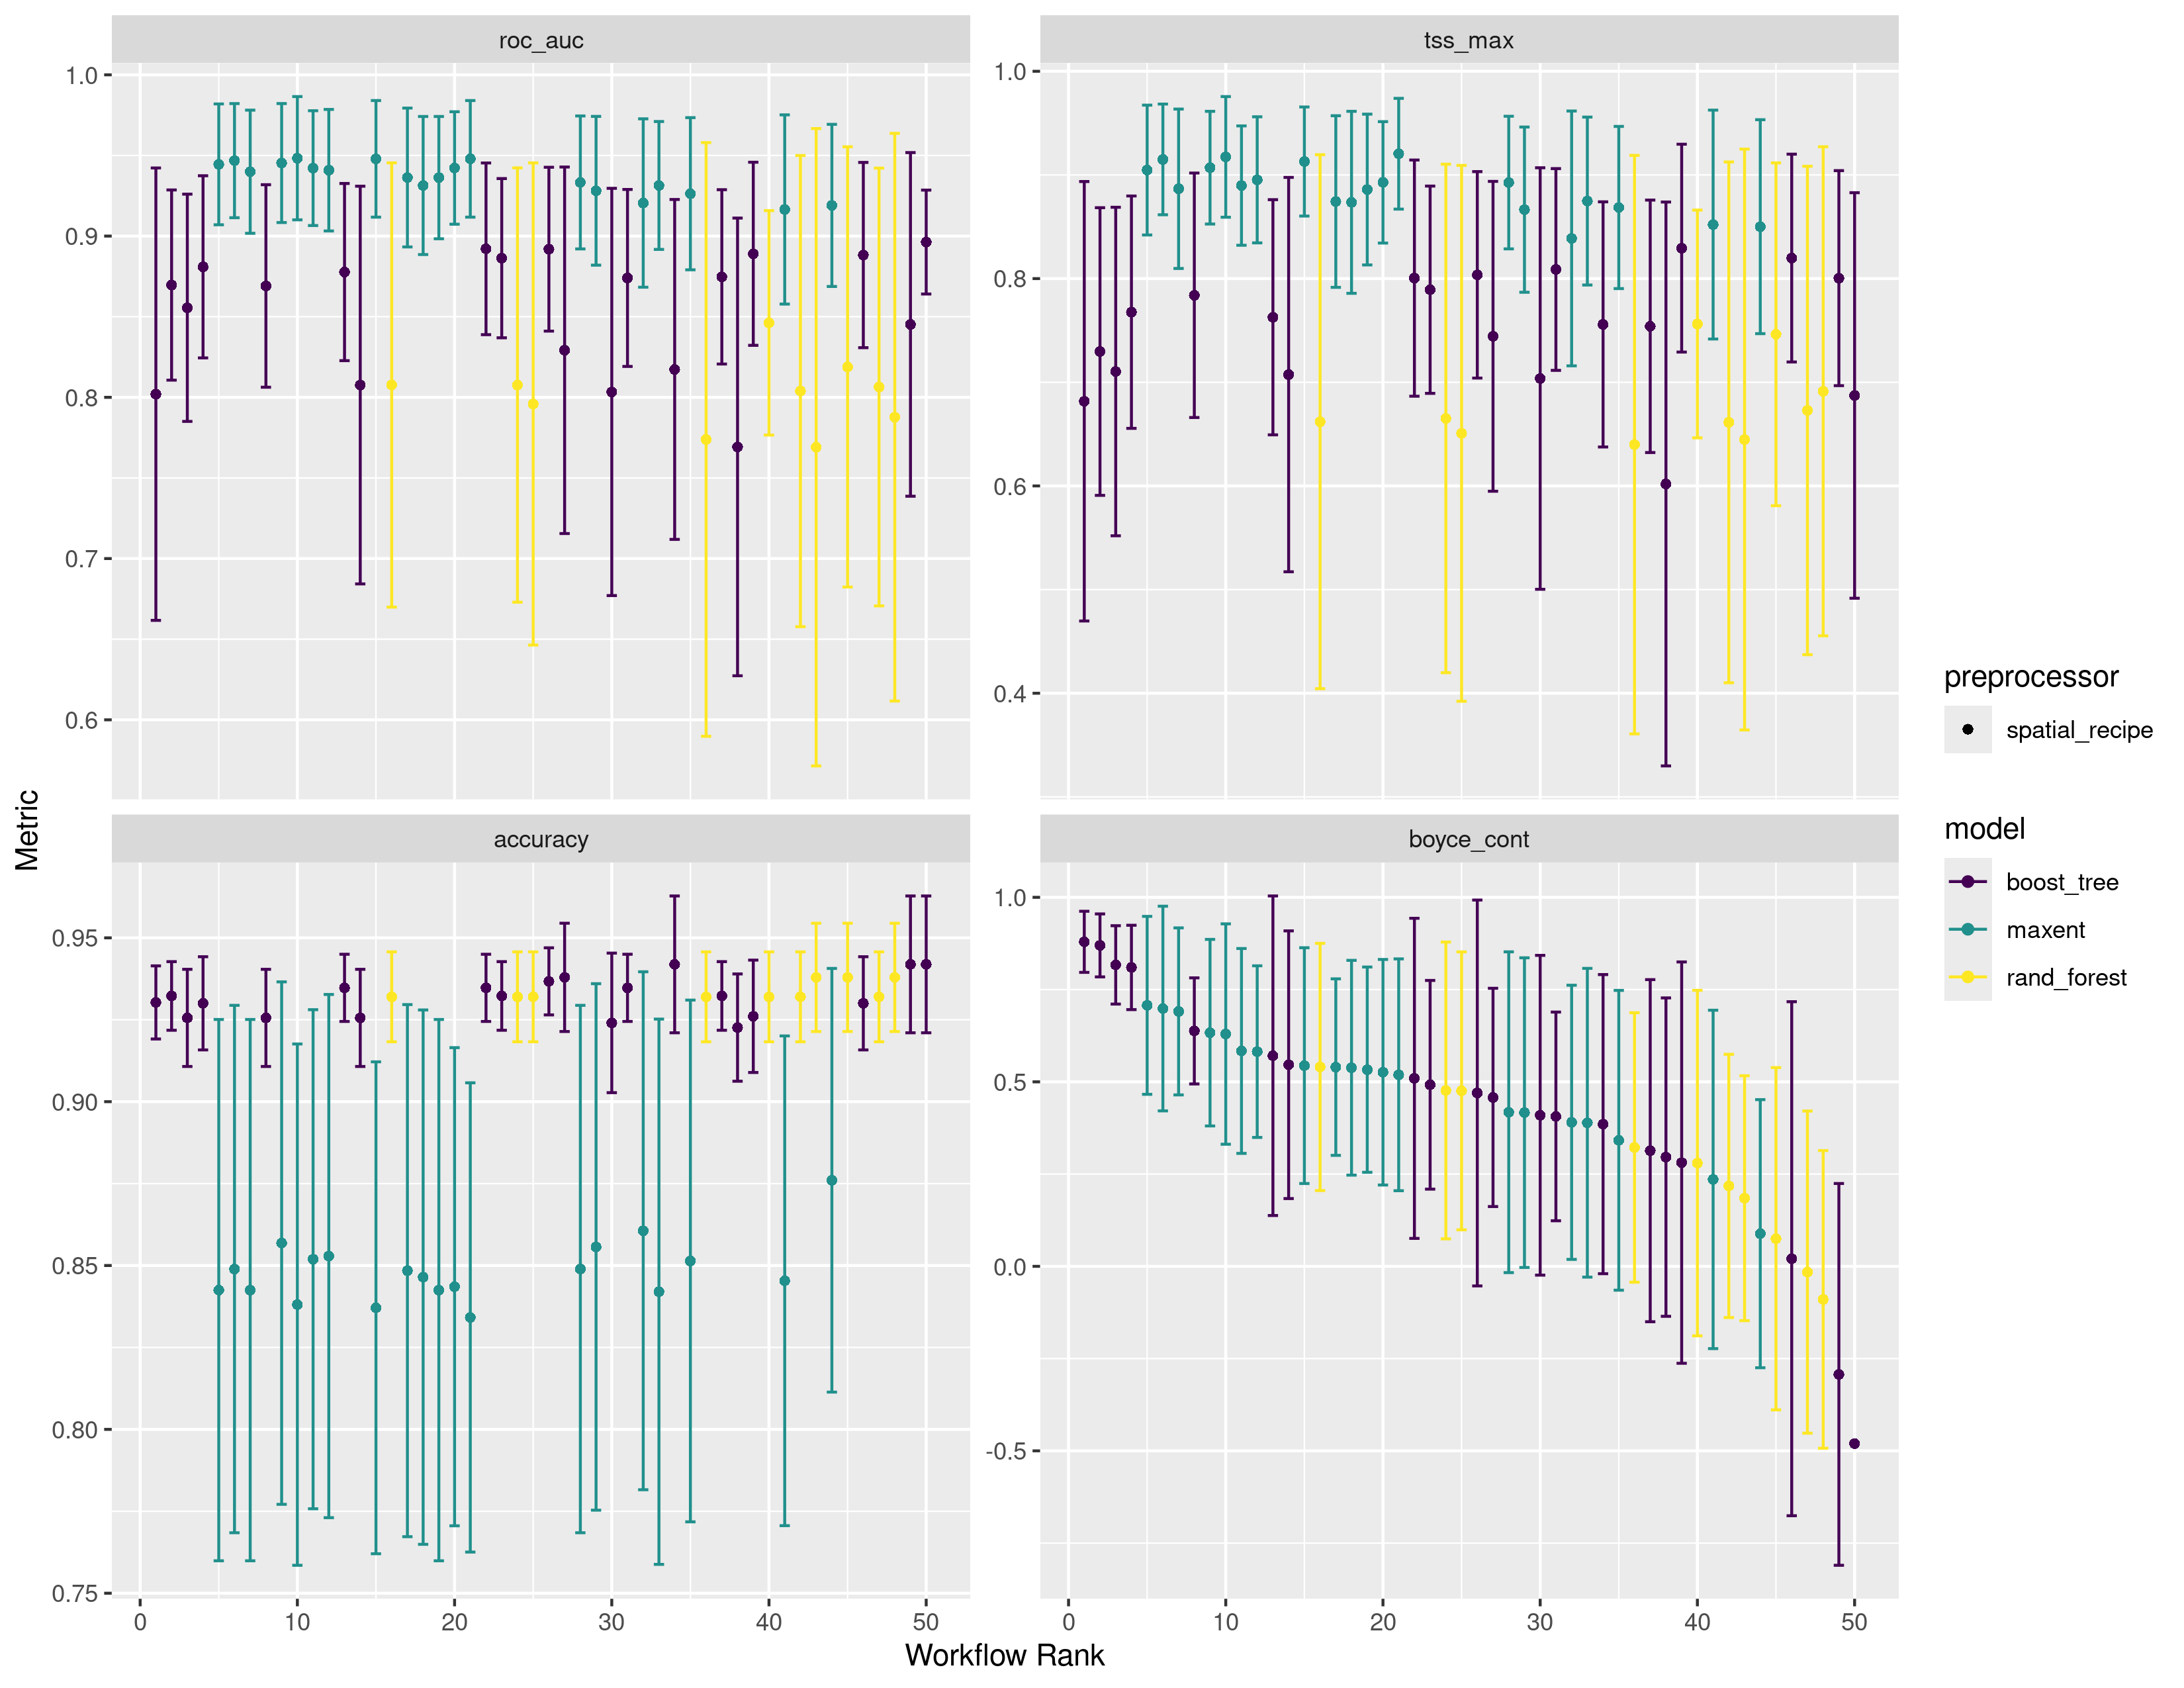 roc_auc
tss_max
1.0
0.9
0.8
0.7
0.6
1.0
0.8
0.6
0.4
accuracy
boyce_cont
0.95
0.90
0.85
0.80
0.75
1.0
0.5
0.0
-0.5
0 10 20 30 40 50
0 10 20 30 40 50
Workflow Rank
Metric
preprocessor
spatial_recipe
model
boost_tree
maxent
rand_forest